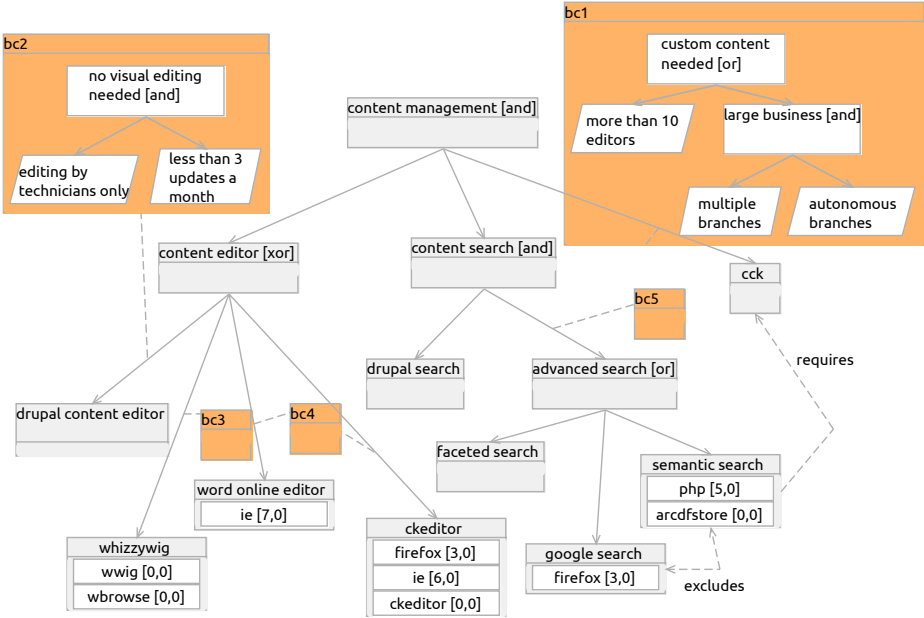 bc1
bc2
custom content
needed [or]
no visual editing
needed [and]
content management [and]
more than 10
editors
large business [and]
editing by
technicians only
less than 3
updates a
month
multiple
branches
autonomous
branches
content editor [xor]
content search [and]
cck
bc5
requires
drupal search
advanced search [or]
drupal content editor
bc3
bc4
faceted search
semantic search
php [5,0]
arcdfstore [0,0]
word online editor
ie [7,0]
ckeditor
firefox [3,0]
ie [6,0]
ckeditor [0,0]
whizzywig
wwig [0,0]
wbrowse [0,0]
google search
firefox [3,0]
excludes